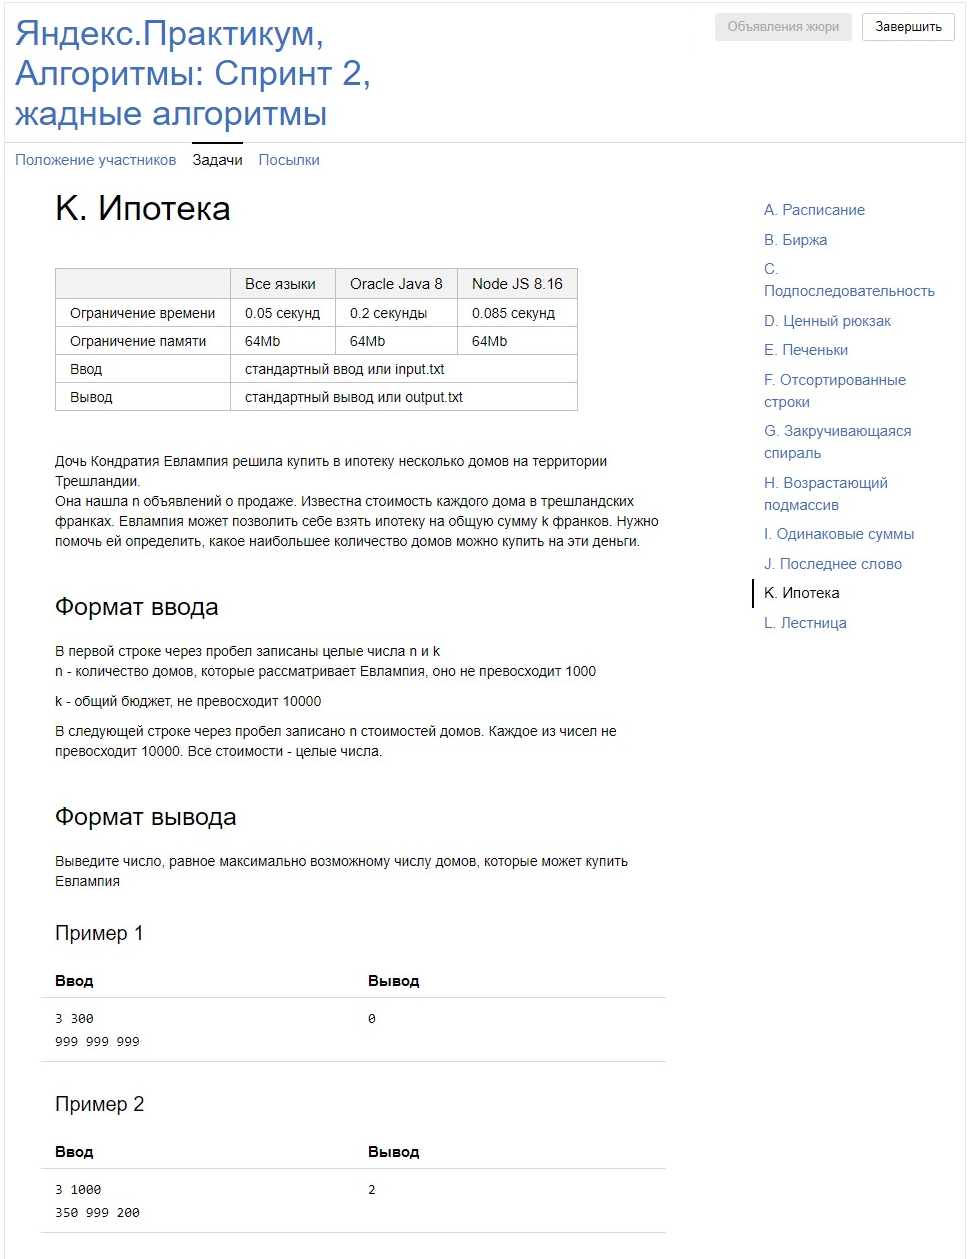 Яндекс.Практикум,
Алгоритмы: Спринт 2,
жадные алгоритмы
Объявления жюри
Завершить
Положение участников Задачи Посылки
K. Ипотека
Все языки Oracle Java 8 Node JS 8.16
Ограничение времени 0.05 секунд 0.2 секунды 0.085 секунд
Ограничение памяти 64Mb 64Mb 64Mb
Ввод стандартный ввод или input.txt
Вывод стандартный вывод или output.txt
Дочь Кондратия Евлампия решила купить в ипотеку несколько домов на территории
Трешландии.
Она нашла n объявлений о продаже. Известна стоимость каждого дома в трешландских
франках. Евлампия может позволить себе взять ипотеку на общую сумму k франков. Нужно
помочь ей определить, какое наибольшее количество домов можно купить на эти деньги.
Формат ввода
В первой строке через пробел записаны целые числа n и k
n - количество домов, которые рассматривает Евлампия, оно не превосходит 1000
k - общий бюджет, не превосходит 10000
В следующей строке через пробел записано n стоимостей домов. Каждое из чисел не
превосходит 10000. Все стоимости - целые числа.
Формат вывода
Выведите число, равное максимально возможному числу домов, которые может купить
Евлампия
Пример 1
Ввод Вывод
3 300 0
999 999 999
Пример 2
Ввод Вывод
3 1000 2
350 999 200
A. Расписание
B. Биржа
C.
Подпоследовательность
D. Ценный рюкзак
E. Печеньки
F. Отсортированные
строки
G. Закручивающаяся
спираль
H. Возрастающий
подмассив
I. Одинаковые суммы
J. Последнее слово
K. Ипотека
L. Лестница